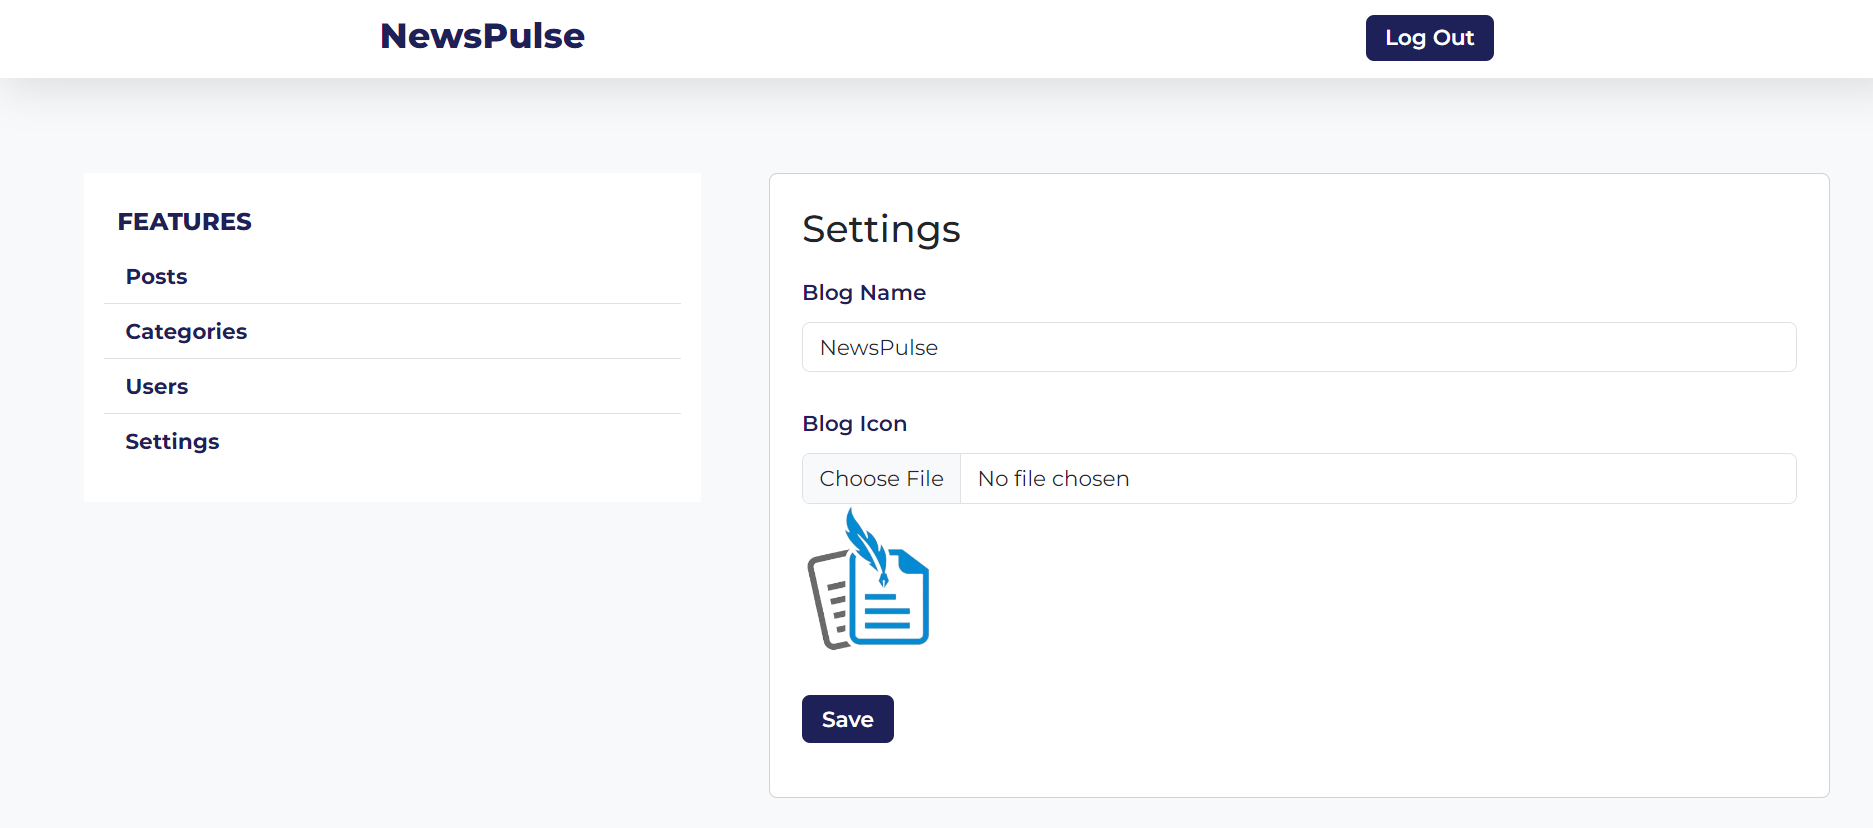 NewsPulse
Log Out
FEATURES
Posts
Categories
Users
Settings
Settings
Blog Name
NewsPulse
Blog Icon
Choose File No file chosen
Save